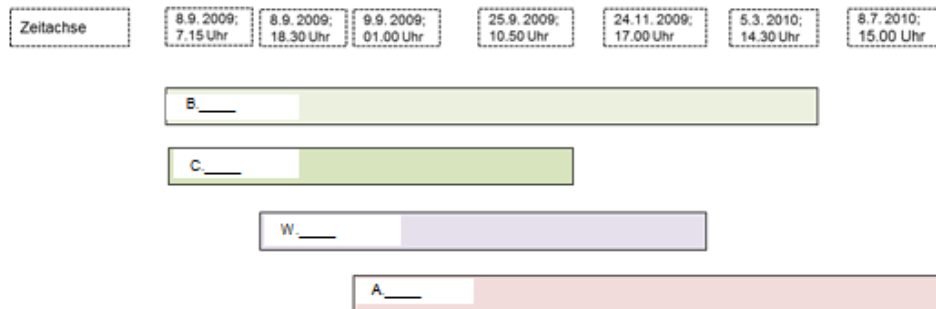 Zeitachse
8.9. 2009;
7.15 Uhr
8.9. 2009;
18.30 Uhr
9.9. 2009;
01.00 Uhr
25.9. 2009;
10.50 Uhr
24.11. 2009;
17.00 Uhr
5.3. 2010;
14.30 Uhr
8.7. 2010;
15.00 Uhr
B.____
C.____
W.____
A.____